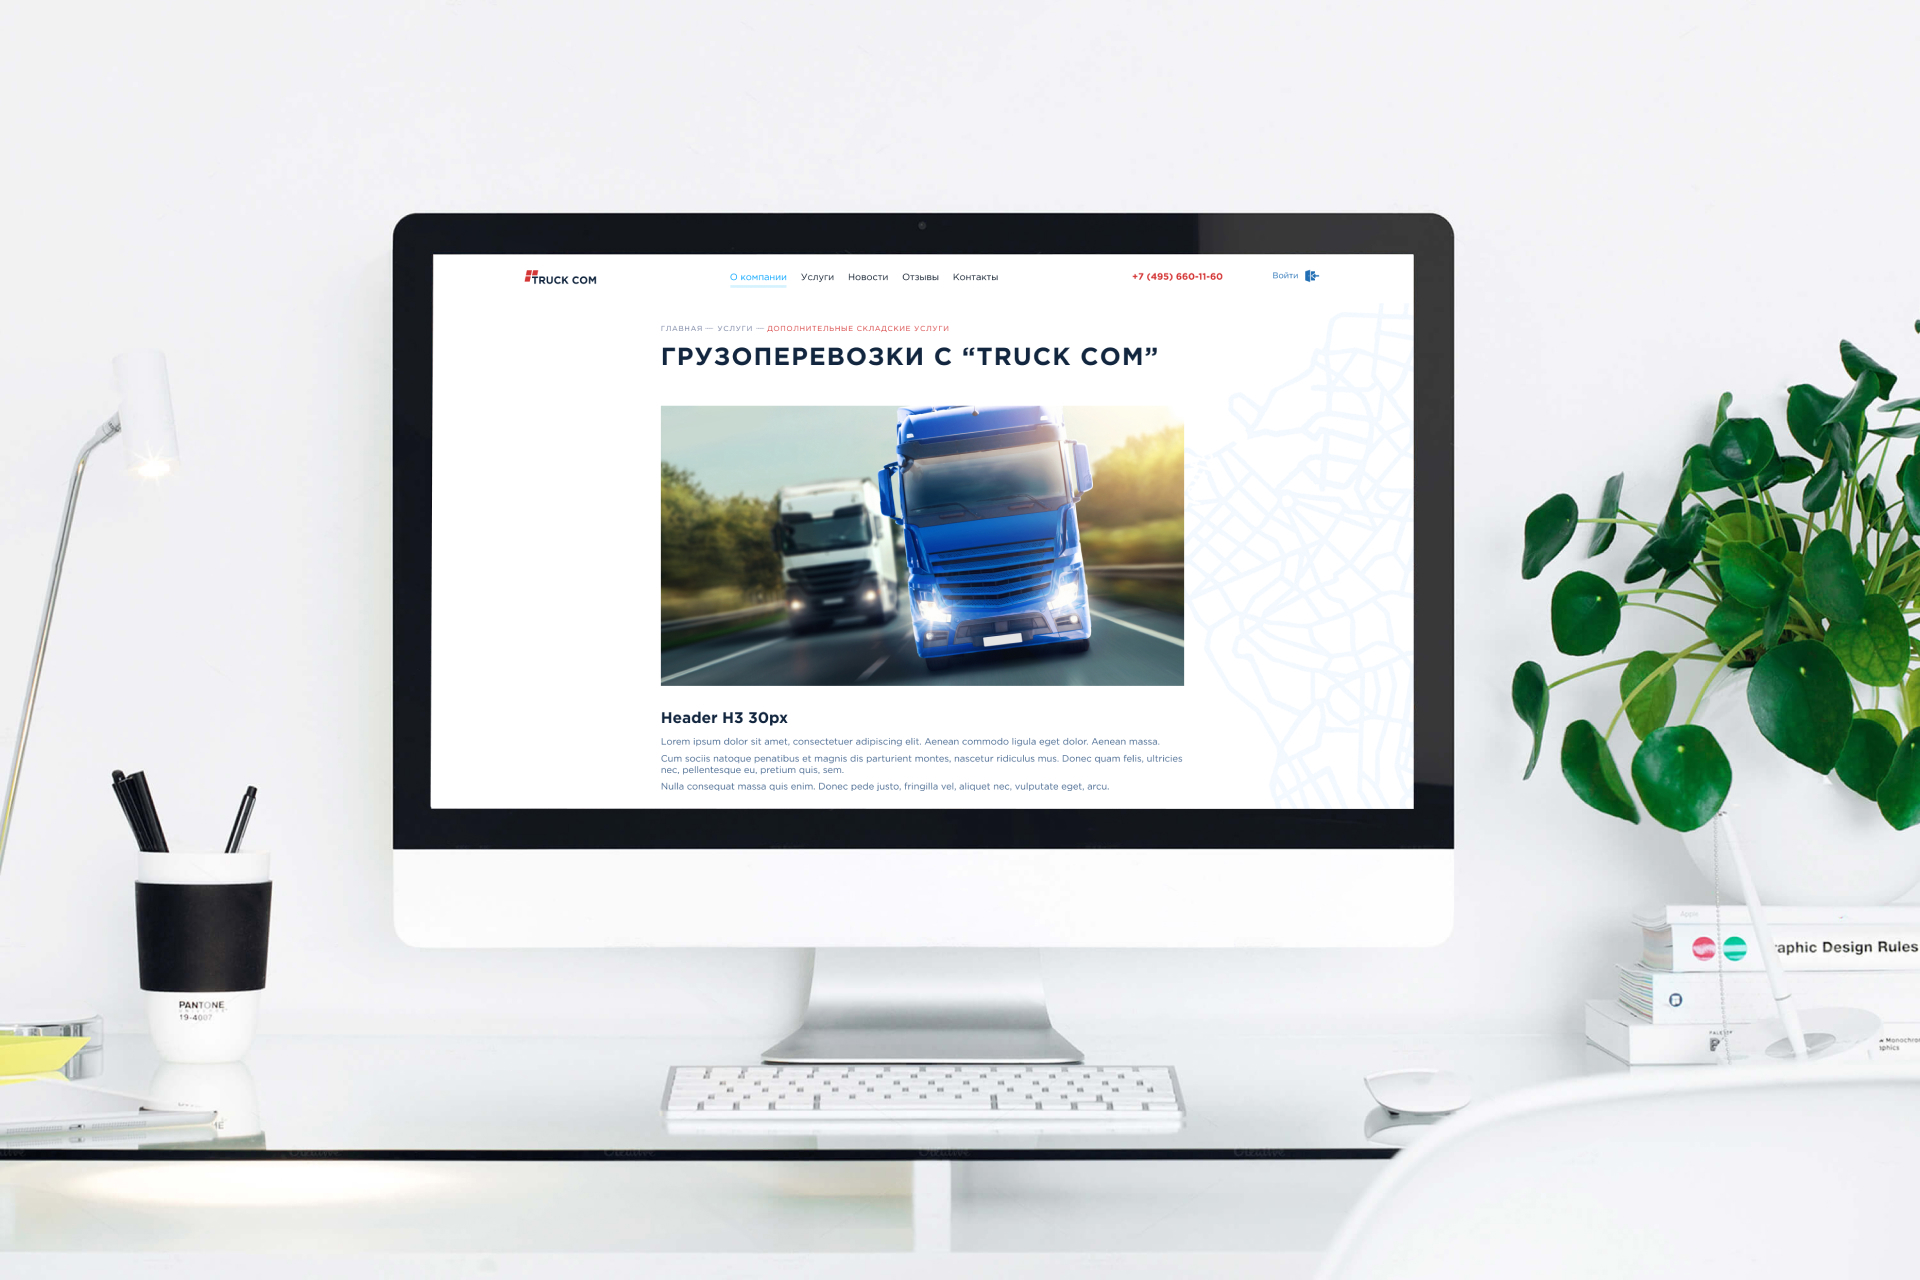 TRUCK COM
О компании Услуги Новости Отзывы Контакты
+7 (495) 660-11-60
Войти
ГЛАВНАЯ — УСЛУГИ — ДОПОЛНИТЕЛЬНЫЕ СКЛАДСКИЕ УСЛУГИ
ГРУЗОПЕРЕВОЗКИ С “TRUCK COM”
Header H3 30px
Lorem ipsum dolor sit amet, consectetuer adipiscing elit. Aenean commodo ligula eget dolor. Aenean massa.
Cum sociis natoque penatibus et magnis dis parturient montes, nascetur ridiculus mus. Donec quam felis, ultricies
nec, pellentesque eu, pretium quis, sem.
Nulla consequat massa quis enim. Donec pede justo, fringilla vel, aliquet nec, vulputate eget, arcu.
PANTONE
19-4007
raphic Design Rules
Monochro
phics